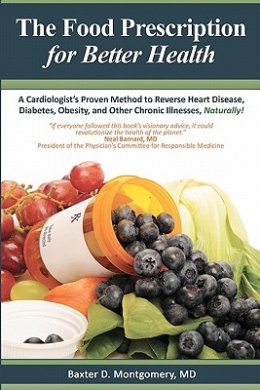 The Food Prescription
for Better Health
A Cardiologist's Proven Method to Reverse Heart Disease,
Diabetes, Obesity, and Other Chronic Illnesses, Naturally!
"If everyone followed this book's visionary advice, it could
revolutionize the health of the planet."
Neal Barnard, MD
President of the Physician's Committee for Responsible Medicine
Baxter D. Montgomery, MD